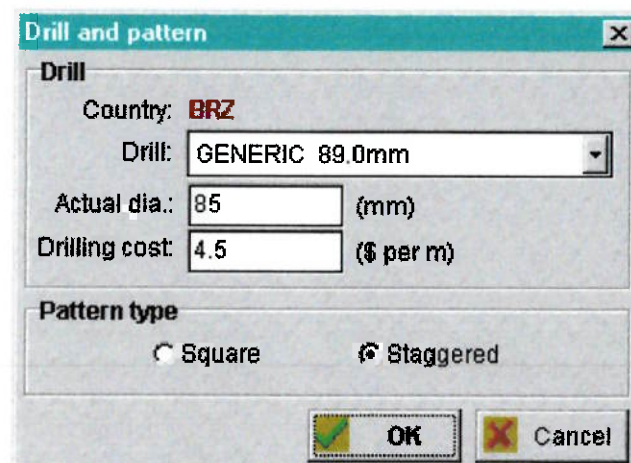 Drill and pattern
Drill
Country: BRZ
Drill: GENERIC 89.0mm
Actual dia.: 85 (mm)
Drilling cost: 4.5 ($ per m)
Pattern type
Square Staggered
OK Cancel